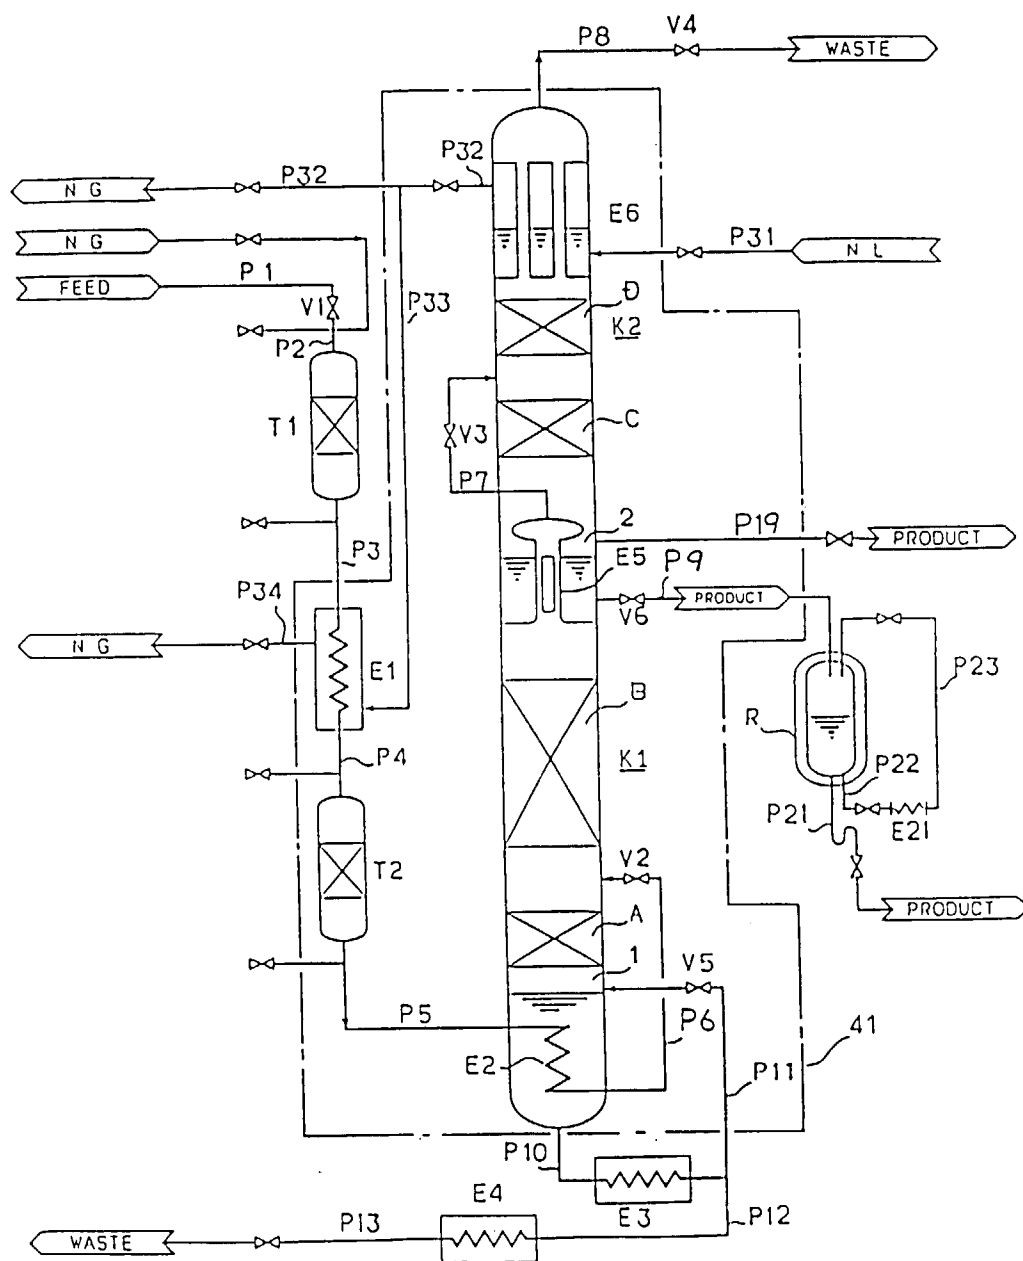 P8
V4
WASTE
P32
P32
N G
E6
N G
P31
N L
P1
FEED
V1
P33
D
K2
P2
T1
C
V3
P7
2
P19
PRODUCT
P3
E5
P9
PRODUCT
V6
P34
N G
E1
P23
B
R
K1
P4
P22
P21
E21
V2
T2
PRODUCT
A
1
V5
P5
P6
41
E2
P11
P10
E4
E3
P12
P13
WASTE